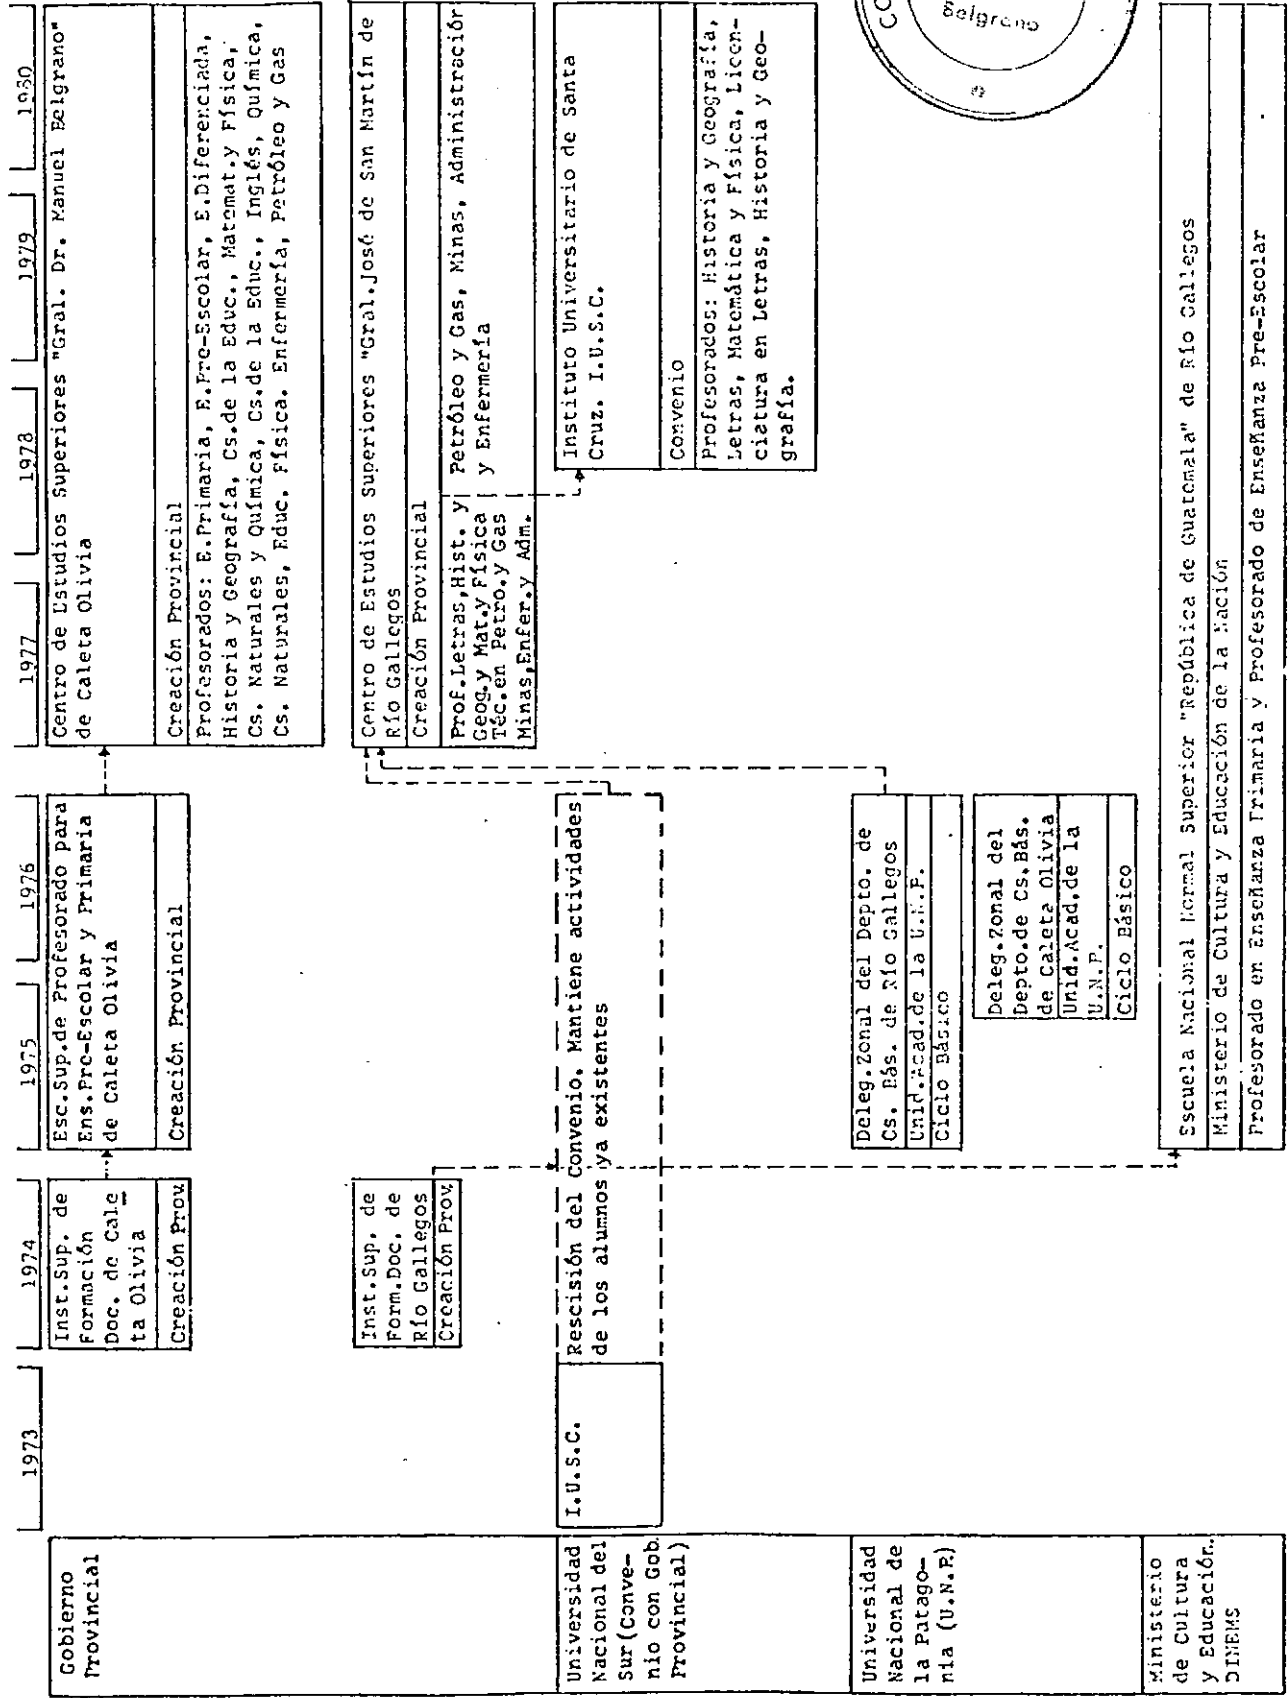 1973
1974
1975
1976
1977
1978
1979
1980
Gobierno
Provincial
Inst.Sup. de
Formación
Doc. de Cale
ta Olivia
Creación Prov.
Esc.Sup.de Profesorado para
Ens.Pre-Escolar y Primaria
de Caleta Olivia
Creación Provincial
Centro de Estudios Superiores "Gral. Dr. Manuel Belgrano"
de Caleta Olivia
Creación Provincial
Profesorados: E.Primaria, E.Pre-Escolar, E.Diferenciada,
Historia y Geografía, Cs.de la Educ., Matemat.y Física,
Cs. Naturales y Química, Cs.de la Educ., Inglés, Química,
Cs. Naturales, Educ. Física. Enfermería, Petróleo y Gas
Inst.Sup. de
Form.Doc. de
Río Gallegos
Creación Prov.
Centro de Estudios Superiores "Gral.José de San Martín de
Río Gallegos
Creación Provincial
Prof.Letras,Hist. y
Geog.y Mat.y Física
Téc.en Petro.y Gas
Minas,Enfer.y Adm.
Petróleo y Gas, Minas, Administración
y Enfermería
Universidad
Nacional del
Sur(Conve-
nio con Gob.
Provincial)
I.U.S.C.
Rescisión del Convenio. Mantiene actividades
de los alumnos ya existentes
Instituto Universitario de Santa
Cruz. I.U.S.C.
Convenio
Profesorados: Historia y Geografía,
Letras, Matemática y Física, Licen-
ciatura en Letras, Historia y Geo-
grafía.
Universidad
Nacional de
la Patago-
nia (U.N.P.)
Deleg.Zonal del Depto. de
Cs. Bás. de Río Gallegos
Unid.Acad.de la U.N.P.
Ciclo Básico
Deleg.Zonal del
Depto.de Cs.Bás.
de Caleta Olivia
Unid.Acad.de la
U.N.P.
Ciclo Básico
Ministerio
de Cultura
y Educación.
DINEMS
Escuela Nacional Normal Superior "República de Guatemala" de Río Gallegos
Ministerio de Cultura y Educación de la Nación
Profesorado en Enseñanza Primaria y Profesorado de Enseñanza Pre-Escolar
CO
Belgrano